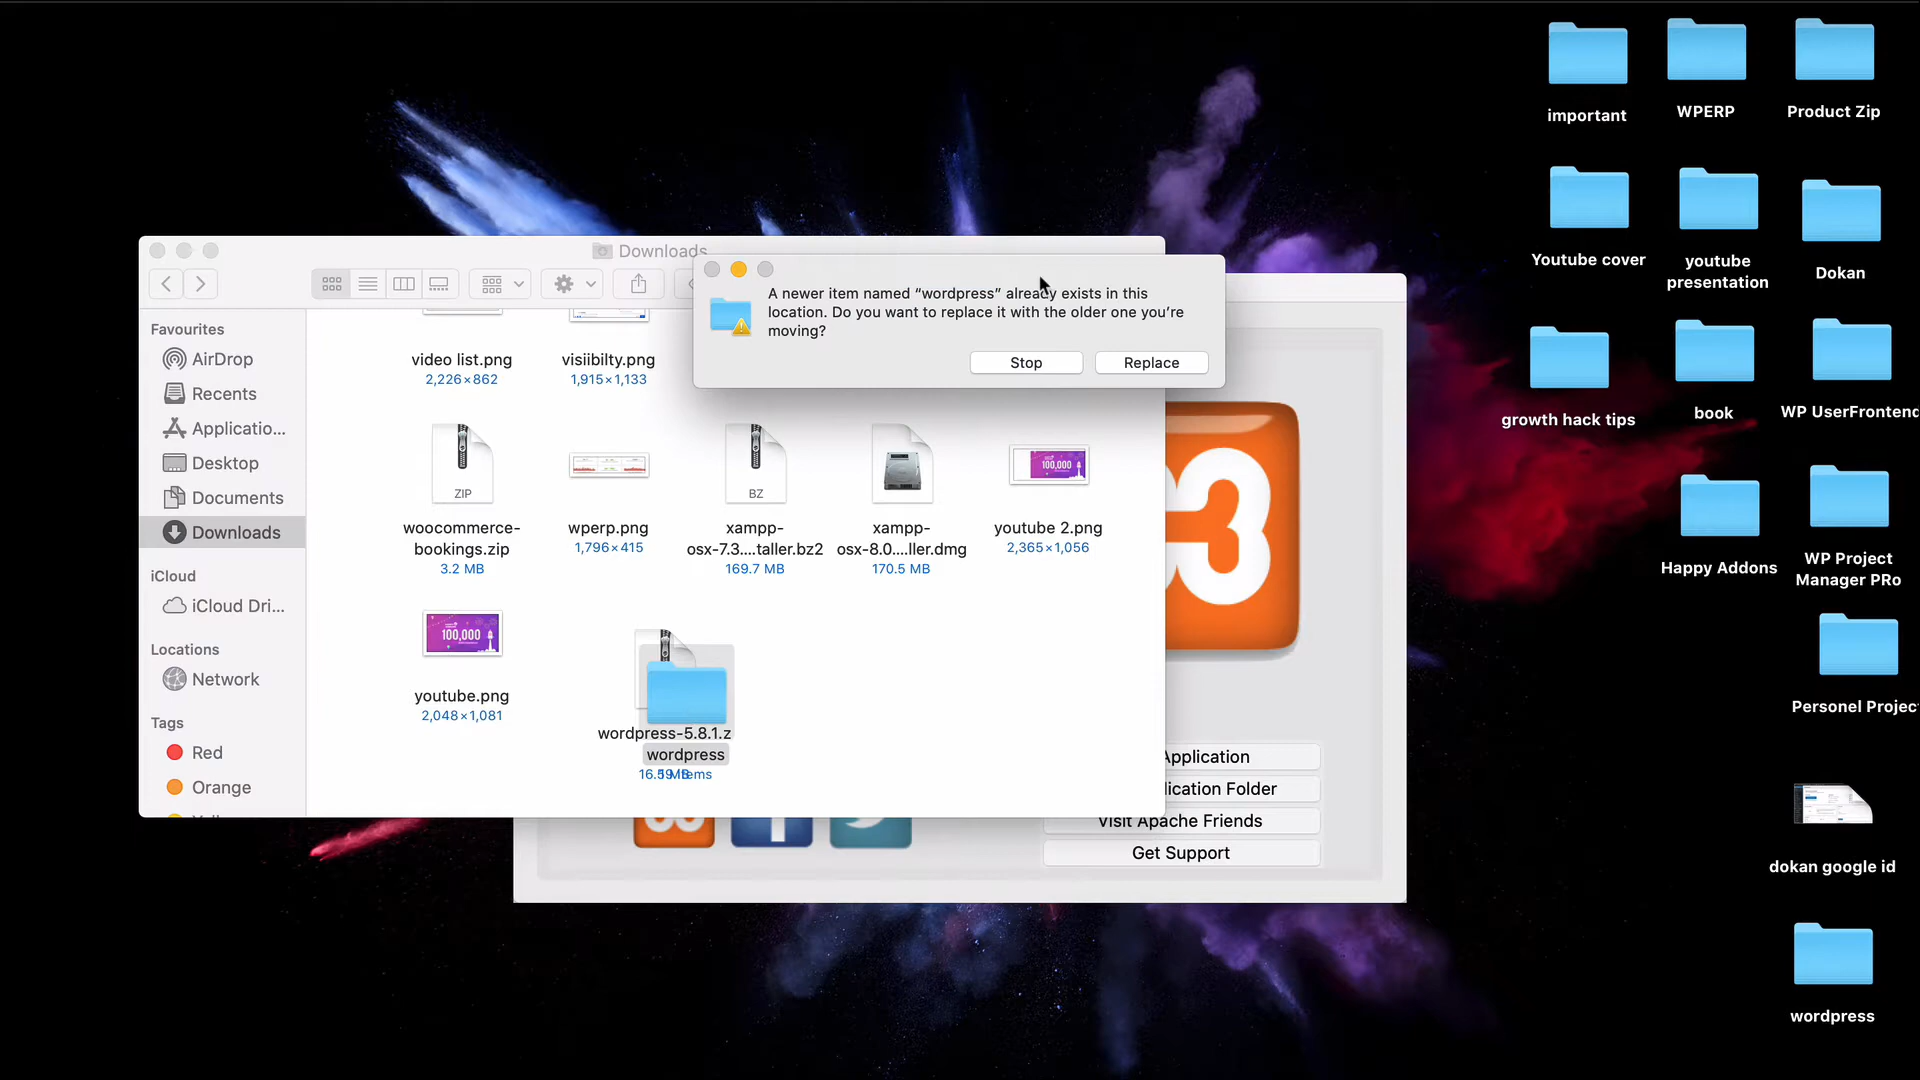 Downloads
A newer item named “wordpress” already exists in this
location. Do you want to replace it with the older one you’re
moving?
Stop
Replace
Favourites
AirDrop
Recents
Applicatio...
Desktop
Documents
Downloads
iCloud
iCloud Dri...
Locations
Network
Tags
Red
Orange
video list.png
2,226×862
visiibilty.png
1,915×1,133
ZIP
woocommerce-
bookings.zip
3.2 MB
wperp.png
1,796×415
BZ
xampp-
osx-7.3....taller.bz2
169.7 MB
xampp-
osx-8.0....ller.dmg
170.5 MB
100,000
youtube 2.png
2,365×1,056
100,000
youtube.png
2,048×1,081
wordpress-5.8.1.z
wordpress
Application
lication Folder
Visit Apache Friends
Get Support
important
WPERP
Product Zip
Youtube cover
youtube
presentation
Dokan
growth hack tips
book
WP UserFrontend
Happy Addons
WP Project
Manager PRo
Personel Projec
dokan google id
wordpress